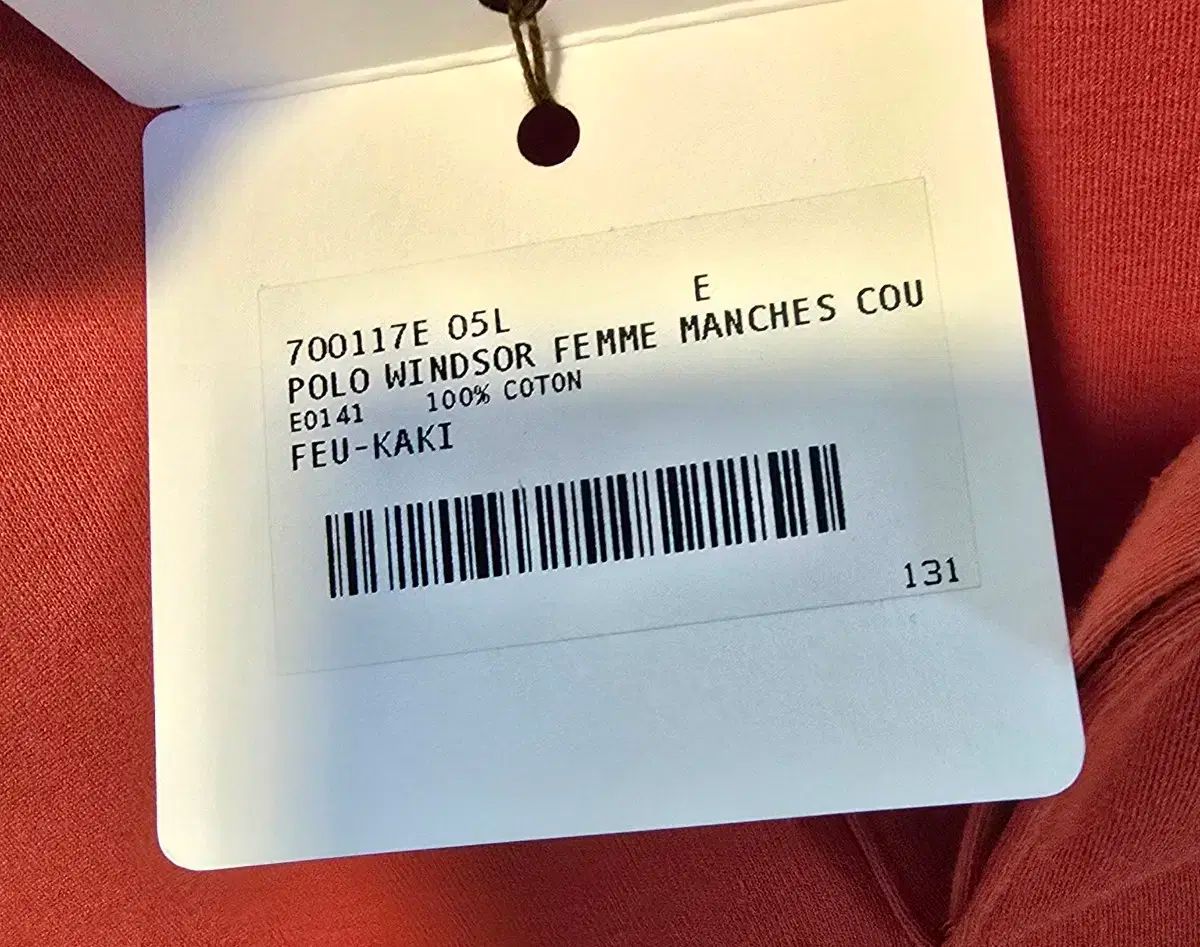 E
700117E 05L
POLO WINDSOR FEMME MANCHES COU
E0141 100% COTON
FEU-KAKI
131